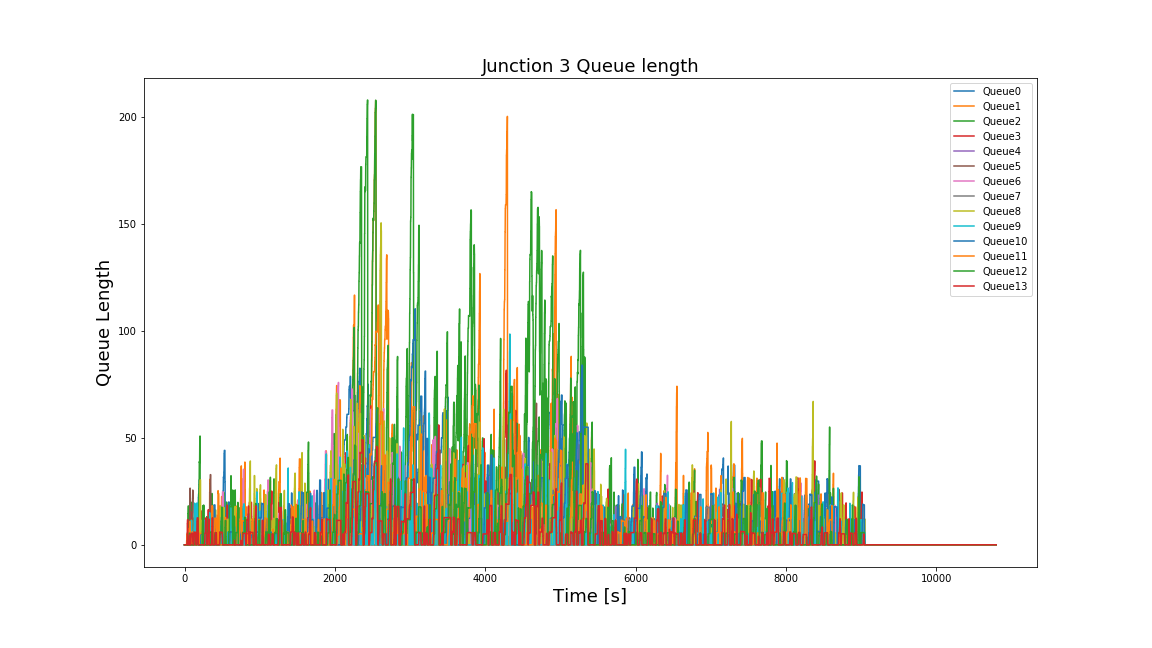 Junction 3 Queue length
Queue Length
200
150
100
50
0
0 2000 4000 6000 8000 10000
Time [s]
Queue0
Queue1
Queue2
Queue3
Queue4
Queue5
Queue6
Queue7
Queue8
Queue9
Queue10
Queue11
Queue12
Queue13